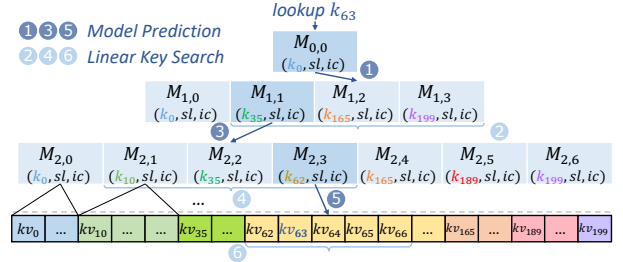 lookup k63
1 3 5 Model Prediction
2 4 6 Linear Key Search
M0,0
(k0, sl, ic)
1
M1,0 M1,1 M1,2 M1,3
(k0, sl, ic) (k35, sl, ic) (k165, sl, ic) (k199, sl, ic)
3 2
M2,0 M2,1 M2,2 M2,3 M2,4 M2,5 M2,6
(k0, sl, ic) (k10, sl, ic) (k35, sl, ic) (k62, sl, ic) (k165, sl, ic) (k189, sl, ic) (k199, sl, ic)
... 4 5
kv0 ... kv10 ... ... kv35 ... kv62 kv63 kv64 kv65 kv66 ... kv165 ... kv189 ... kv199
6